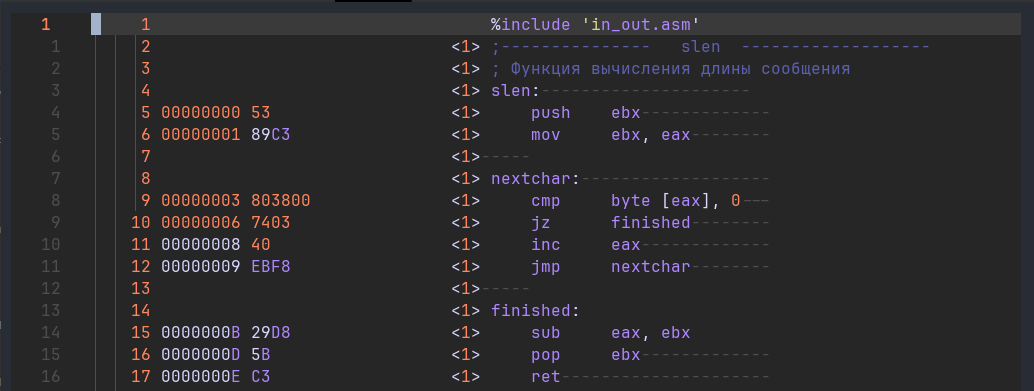 1 1 %include 'in_out.asm'
1 2 <1> ;--------------- slen -------------------
2 3 <1> ; Функция вычисления длины сообщения
3 4 <1> slen:---------------------
4 5 00000000 53 <1> push ebx-------------
5 6 00000001 89C3 <1> mov ebx, eax--------
6 7 <1>-----
7 8 <1> nextchar:-------------------
8 9 00000003 803800 <1> cmp byte [eax], 0---
9 10 00000006 7403 <1> jz finished--------
10 11 00000008 40 <1> inc eax-------------
11 12 00000009 EBF8 <1> jmp nextchar--------
12 13 <1>-----
13 14 <1> finished:
14 15 0000000B 29D8 <1> sub eax, ebx
15 16 0000000D 5B <1> pop ebx-------------
16 17 0000000E C3 <1> ret---------------------